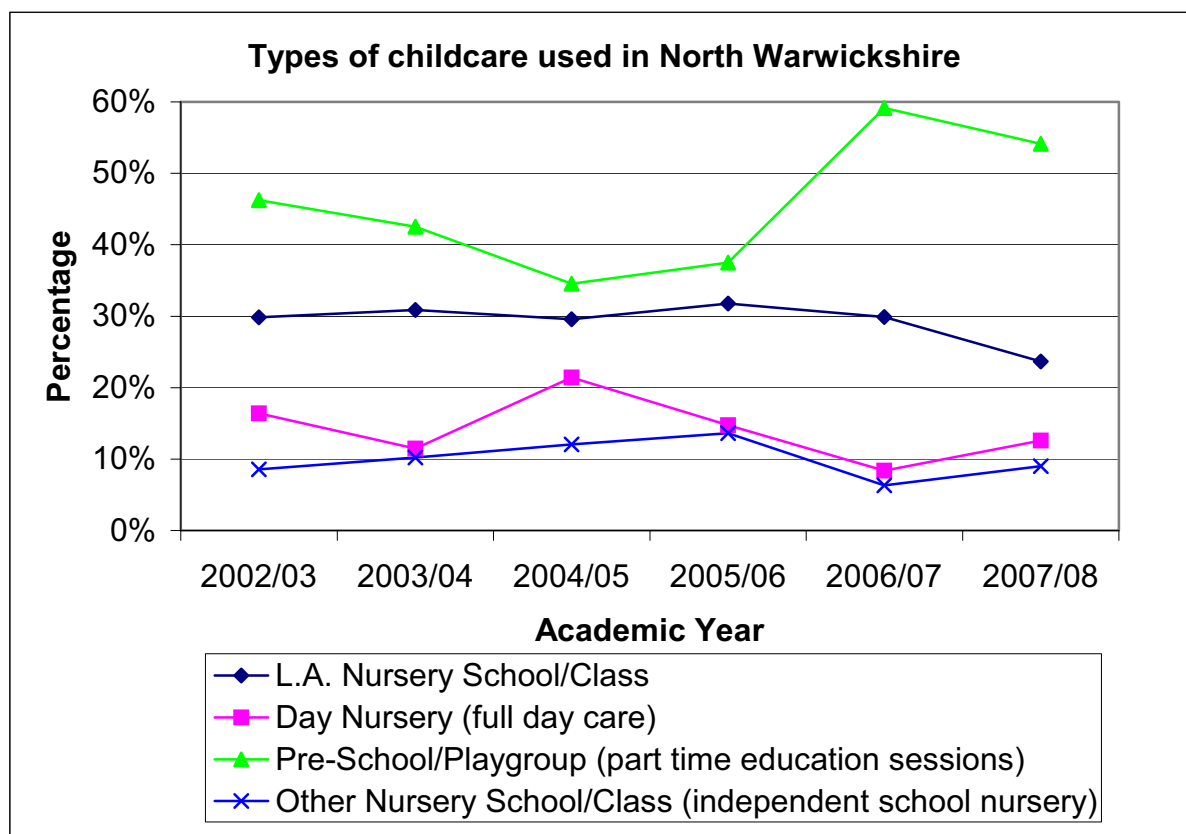 Types of childcare used in North Warwickshire
60%
50%
40%
30%
20%
10%
0%
Percentage
2002/03 2003/04 2004/05 2005/06 2006/07 2007/08
Academic Year
L.A. Nursery School/Class
Day Nursery (full day care)
Pre-School/Playgroup (part time education sessions)
Other Nursery School/Class (independent school nursery)